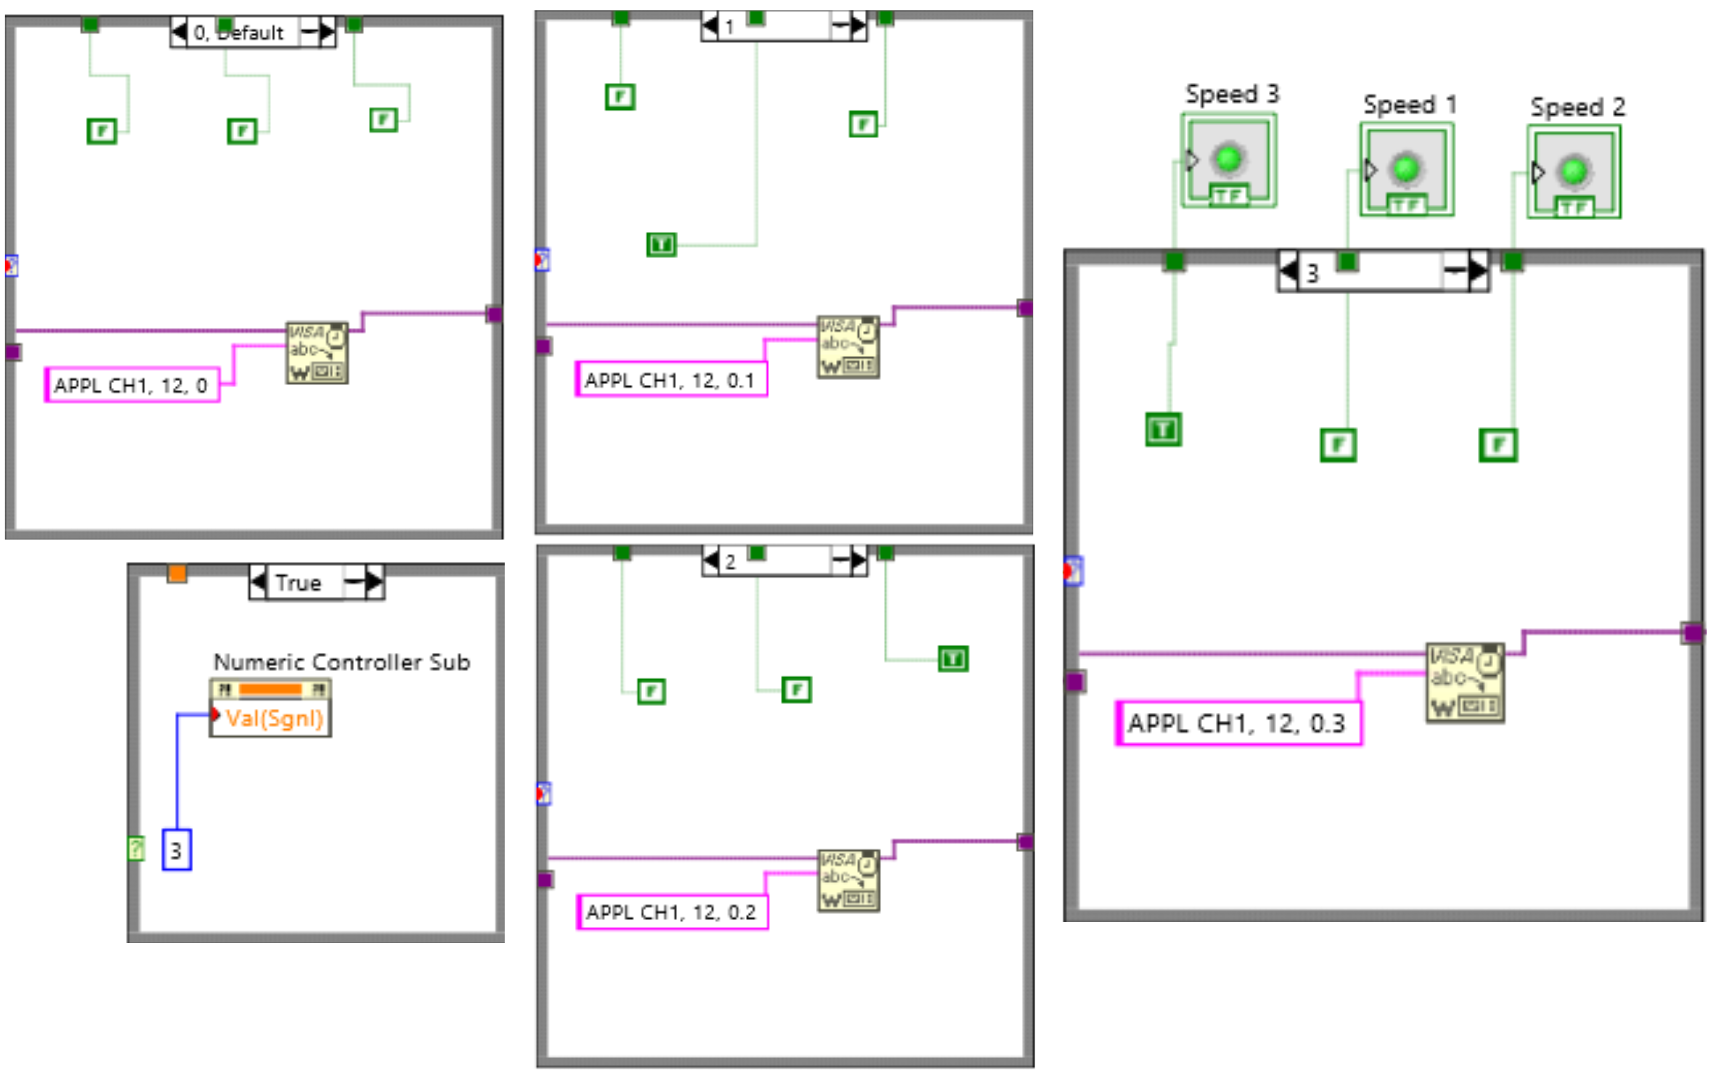 0, Default
F
F
F
VISA
abc
W
APPL CH1, 12, 0
1
F
F
T
VISA
abc
W
APPL CH1, 12, 0.1
True
Numeric Controller Sub
Val(Sgnl)
?
3
2
T
F
F
VISA
abc
W
APPL CH1, 12, 0.2
Speed 3
Speed 1
Speed 2
TF
TF
TF
3
T
F
F
VISA
abc
W
APPL CH1, 12, 0.3